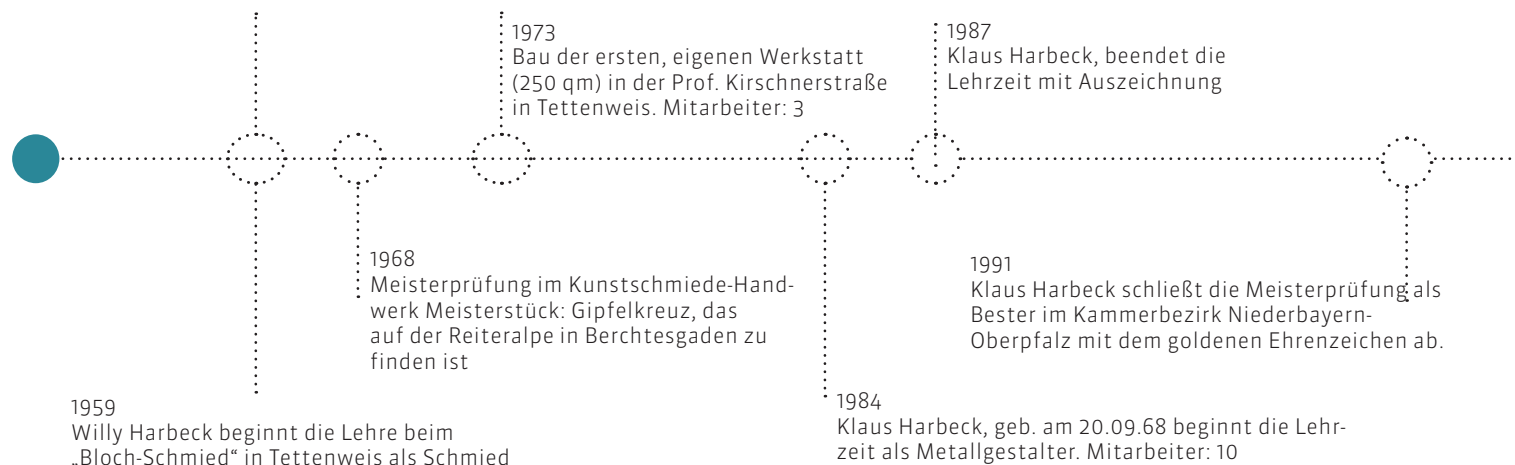 1973
Bau der ersten, eigenen Werkstatt
(250 qm) in der Prof. Kirschnerstraße
in Tettenweis. Mitarbeiter: 3
1987
Klaus Harbeck, beendet die
Lehrzeit mit Auszeichnung
1968
Meisterprüfung im Kunstschmiede-Hand-
werk Meisterstück: Gipfelkreuz, das
auf der Reiteralpe in Berchtesgaden zu
finden ist
1991
Klaus Harbeck schließt die Meisterprüfung als
Bester im Kammerbezirk Niederbayern-
Oberpfalz mit dem goldenen Ehrenzeichen ab.
1959
Willy Harbeck beginnt die Lehre beim
„Bloch-Schmied“ in Tettenweis als Schmied
1984
Klaus Harbeck, geb. am 20.09.68 beginnt die Lehr-
zeit als Metallgestalter. Mitarbeiter: 10